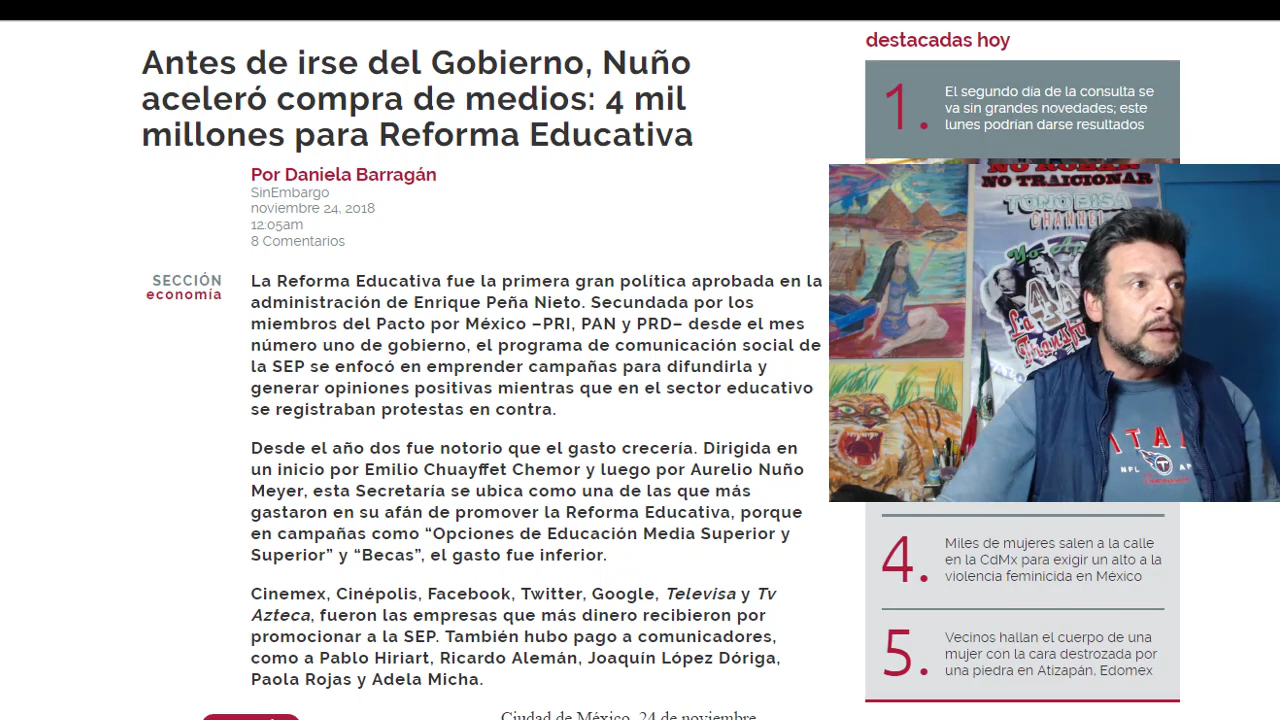 Antes de irse del Gobierno, Nuño
aceleró compra de medios: 4 mil
millones para Reforma Educativa
Por Daniela Barragán
SinEmbargo
noviembre 24, 2018
12:05am
8 Comentarios
SECCIÓN
economía
La Reforma Educativa fue la primera gran política aprobada en la
administración de Enrique Peña Nieto. Secundada por los
miembros del Pacto por México –PRI, PAN y PRD– desde el mes
número uno de gobierno, el programa de comunicación social de
la SEP se enfocó en emprender campañas para difundirla y
generar opiniones positivas mientras que en el sector educativo
se registraban protestas en contra.
Desde el año dos fue notorio que el gasto crecería. Dirigida en
un inicio por Emilio Chuayffet Chemor y luego por Aurelio Nuño
Meyer, esta Secretaría se ubica como una de las que más
gastaron en su afán de promover la Reforma Educativa, porque
en campañas como “Opciones de Educación Media Superior y
Superior” y “Becas”, el gasto fue inferior.
Cinemex, Cinépolis, Facebook, Twitter, Google, Televisa y Tv
Azteca, fueron las empresas que más dinero recibieron por
promocionar a la SEP. También hubo pago a comunicadores,
como a Pablo Hiriart, Ricardo Alemán, Joaquín López Dóriga,
Paola Rojas y Adela Micha.
Ciudad de México, 24 de noviembre
destacadas hoy
1.
El segundo día de la consulta se
va sin grandes novedades; este
lunes podrían darse resultados
NO ROBAR
NO TRAICIONAR
TOMO BISA
CHANNEL
Yo
4
La
TITA
NFL
4.
Miles de mujeres salen a la calle
en la CdMx para exigir un alto a la
violencia feminicida en México
5.
Vecinos hallan el cuerpo de una
mujer con la cara destrozada por
una piedra en Atizapán, Edomex